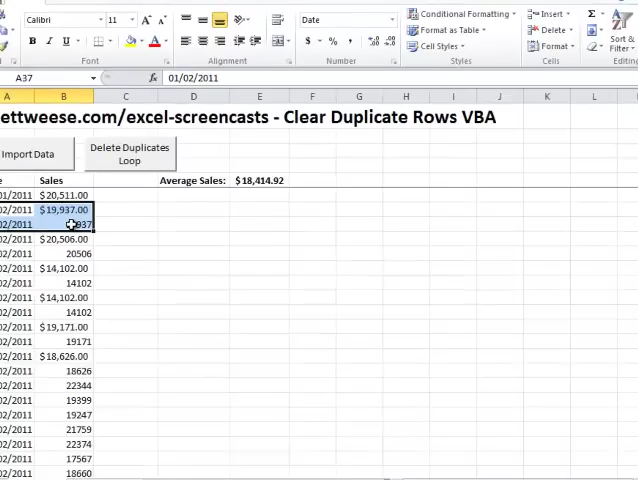 Calibri 11 A A Date Conditional Formatting Insert Σ
Format as Table Delete
B I U A $ % , Cell Styles Format Sort &
Filter
Font Alignment Number Styles Cells Editing
A37 fx 01/02/2011
A B C D E F G H I J K L
ettweese.com/excel-screencasts - Clear Duplicate Rows VBA
Import Data Delete Duplicates
Loop
e Sales Average Sales: $18,414.92
01/2011 $20,511.00
02/2011 $19,937.00
02/2011 937
02/2011 $20,506.00
02/2011 20506
02/2011 $14,102.00
02/2011 14102
02/2011 $14,102.00
02/2011 14102
02/2011 $19,171.00
02/2011 19171
02/2011 $18,626.00
02/2011 18626
02/2011 22344
02/2011 19399
02/2011 19247
02/2011 21759
02/2011 22374
02/2011 17567
02/2011 18660